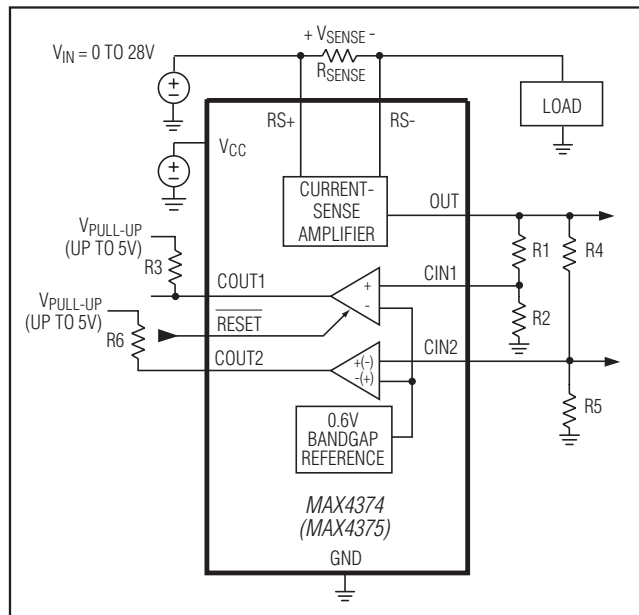 + VSENSE -
VIN = 0 TO 28V
RSENSE
+
−
LOAD
RS+
RS-
VCC
+
−
CURRENT-
SENSE
AMPLIFIER
OUT
VPULL-UP
(UP TO 5V)
R3
R1
R4
COUT1
+
-
CIN1
VPULL-UP
(UP TO 5V)
R2
R6
RESET
CIN2
COUT2
+(-)
-(+)
R5
0.6V
BANDGAP
REFERENCE
MAX4374
(MAX4375)
GND